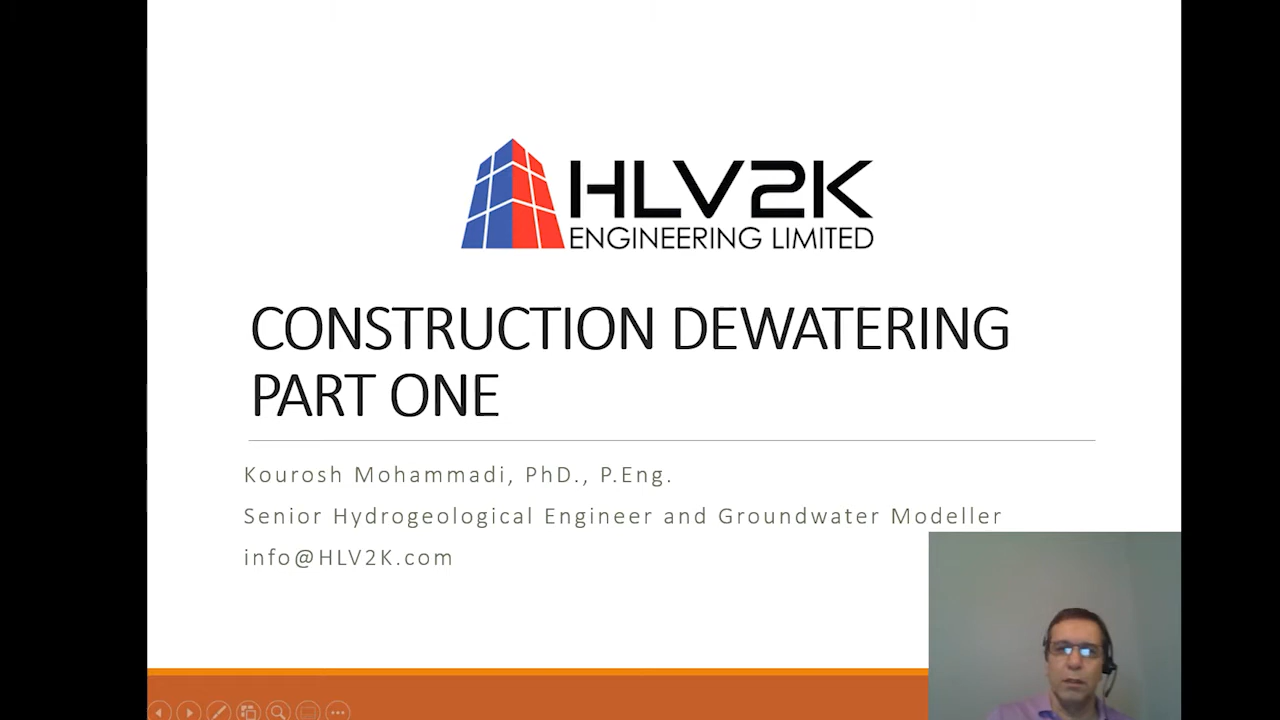 HLV2K
ENGINEERING LIMITED
CONSTRUCTION DEWATERING
PART ONE
Kourosh Mohammadi, PhD., P.Eng.
Senior Hydrogeological Engineer and Groundwater Modeller
info@HLV2K.com